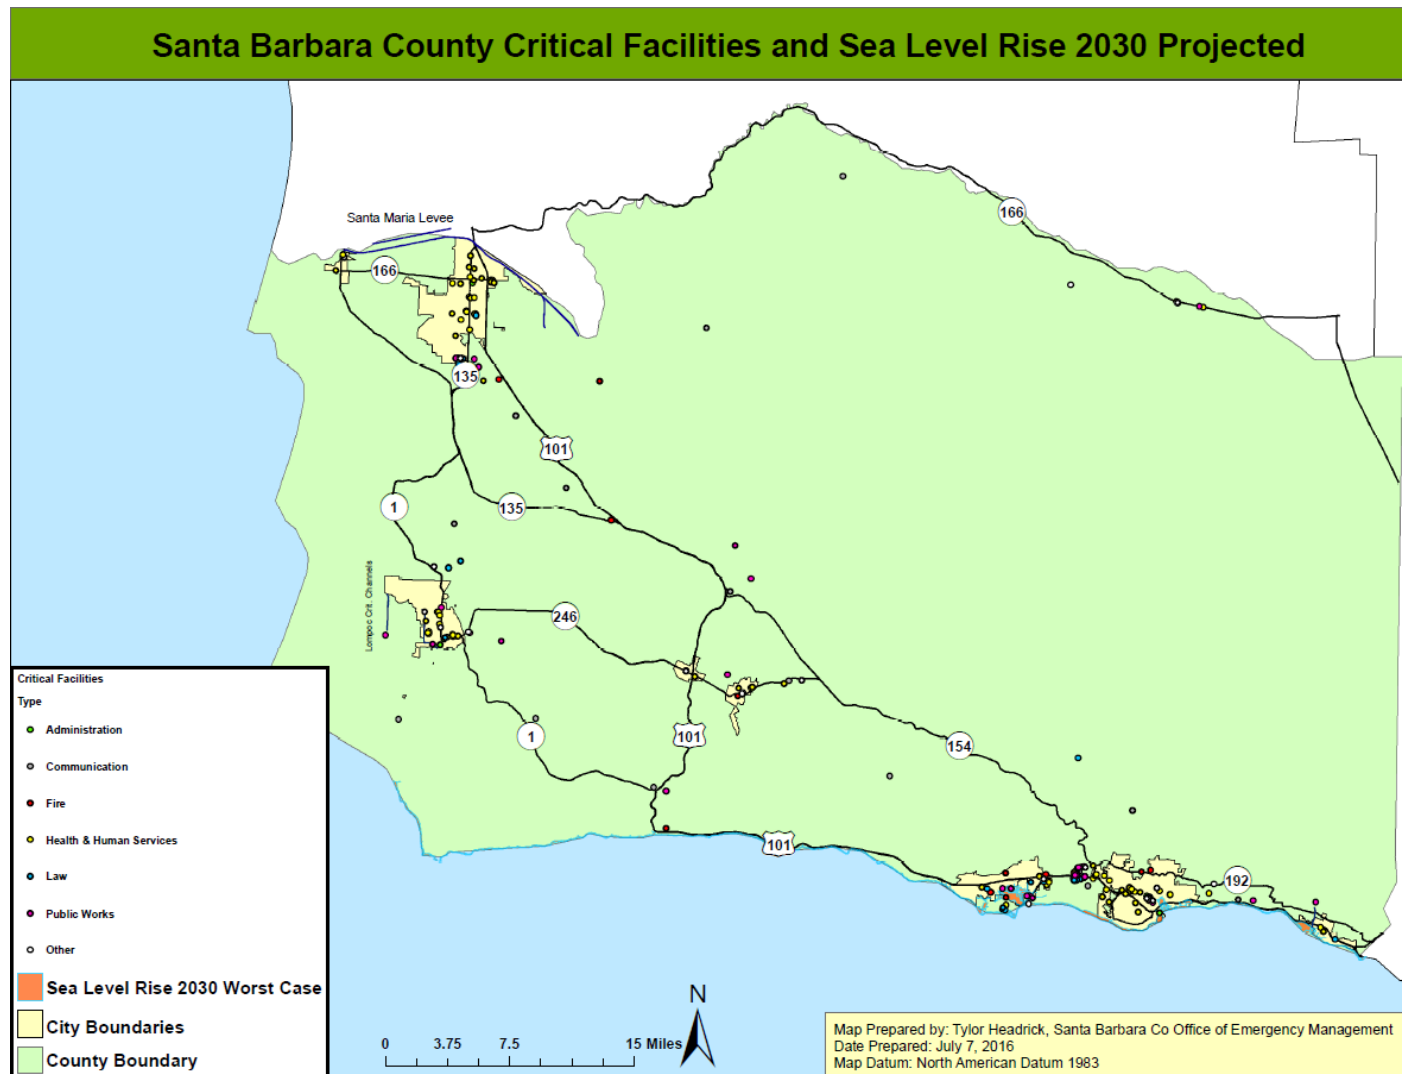 Santa Barbara County Critical Facilities and Sea Level Rise 2030 Projected
Santa Maria Levee
166
166
135
101
1
135
Lompoc Crit. Channels
246
1
101
154
101
192
Critical Facilities
Type
Administration
Communication
Fire
Health & Human Services
Law
Public Works
Other
Sea Level Rise 2030 Worst Case
City Boundaries
County Boundary
N
0 3.75 7.5 15 Miles
Map Prepared by: Tylor Headrick, Santa Barbara Co Office of Emergency Management
Date Prepared: July 7, 2016
Map Datum: North American Datum 1983